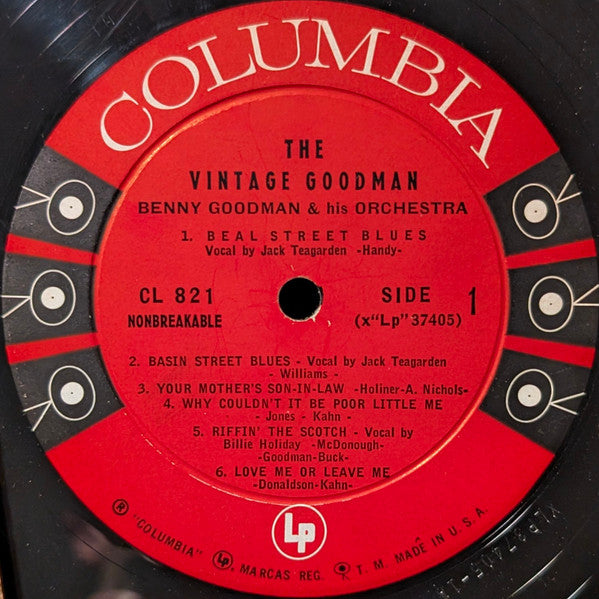 COLUMBIA
THE
VINTAGE GOODMAN
BENNY GOODMAN & his ORCHESTRA
1. BEAL STREET BLUES
Vocal by Jack Teagarden -Handy-
CL 821
NONBREAKABLE
SIDE 1
(x"Lp" 37405)
2. BASIN STREET BLUES - Vocal by Jack Teagarden
- Williams -
3. YOUR MOTHER'S SON-IN-LAW -Holiner-A. Nichols-
4. WHY COULDN'T IT BE POOR LITTLE ME
- Jones - Kahn -
5. RIFFIN' THE SCOTCH - Vocal by
Billie Holiday -McDonough-
-Goodman-Buck-
6. LOVE ME OR LEAVE ME
-Donaldson-Kahn-
Lp
® "COLUMBIA" Lp. MARCAS REG. T. M. MADE IN U.S.A.